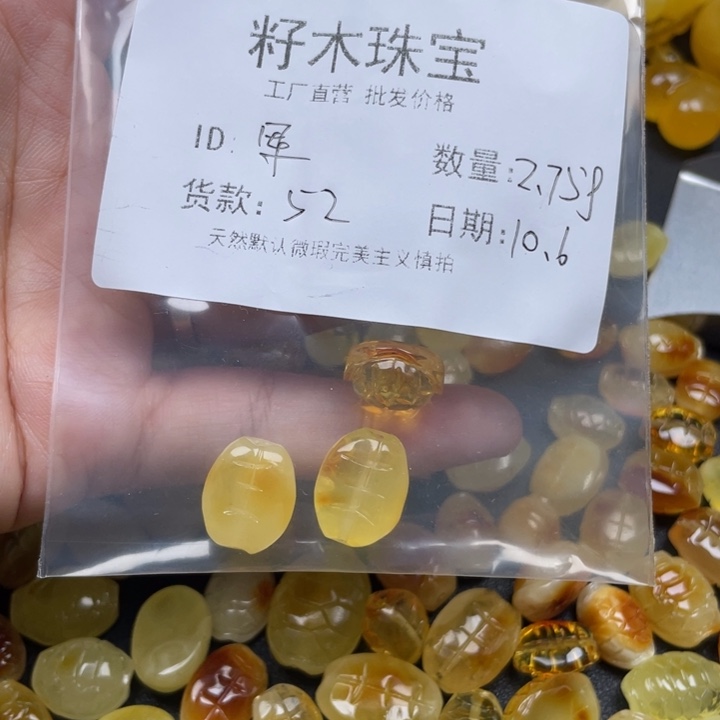 籽木珠宝
工厂直营 批发价格
ID: 军
数量:2.75g
货款: 52
日期:10.6
天然默认微瑕完美主义慎拍